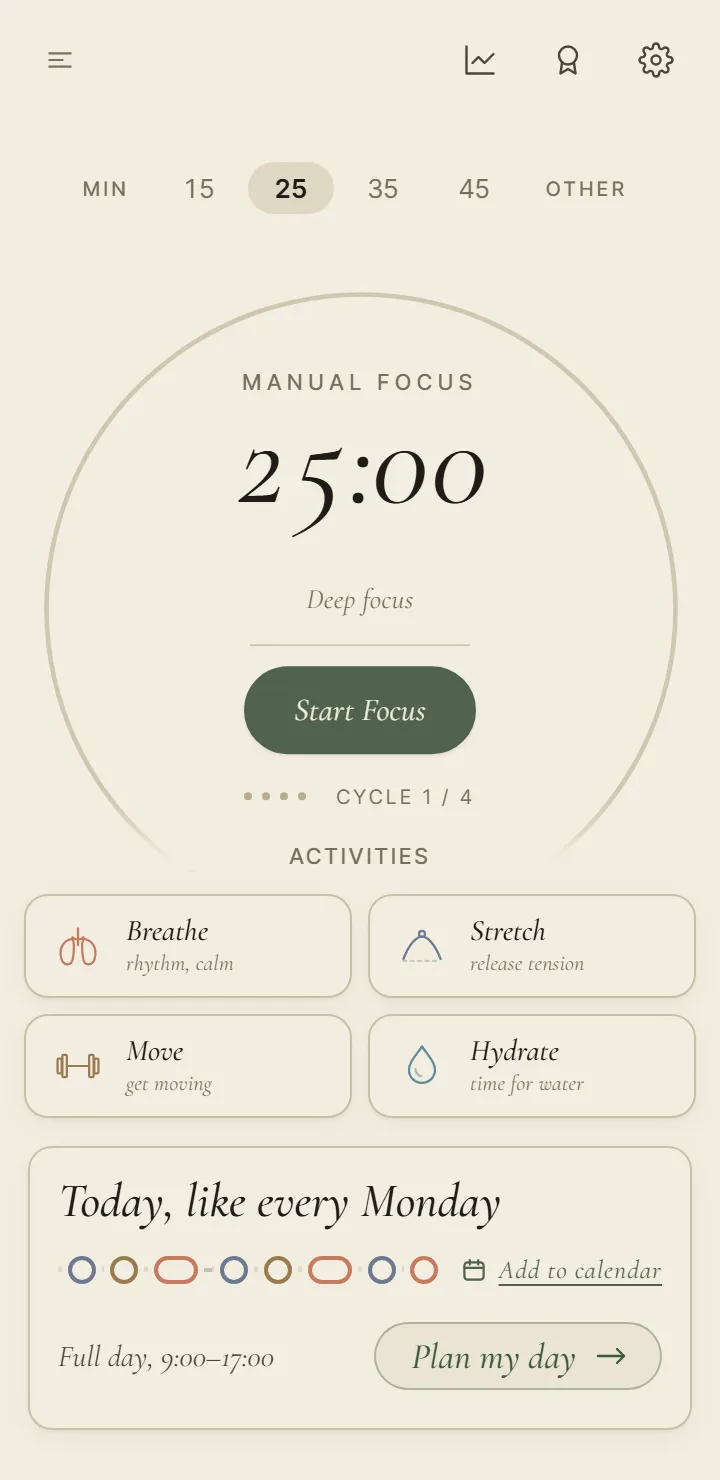 MIN 15 25 35 45 OTHER
MANUAL FOCUS
25:00
Deep focus
Start Focus
CYCLE 1 / 4
ACTIVITIES
Breathe
rhythm, calm
Stretch
release tension
Move
get moving
Hydrate
time for water
Today, like every Monday
Add to calendar
Full day, 9:00–17:00
Plan my day →